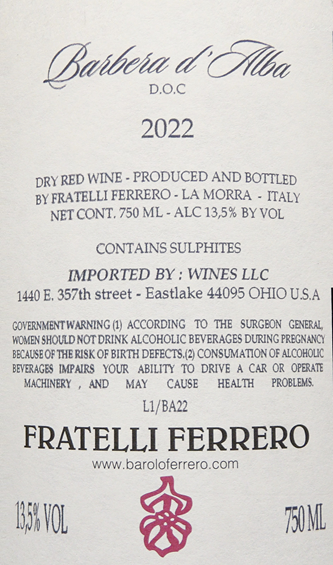 Barbera d'Alba
D.O.C
2022
DRY RED WINE - PRODUCED AND BOTTLED
BY FRATELLI FERRERO - LA MORRA - ITALY
NET CONT. 750 ML - ALC 13,5% BY VOL
CONTAINS SULPHITES
IMPORTED BY : WINES LLC
1440 E. 357th street - Eastlake 44095 OHIO U.S.A
GOVERNMENT WARNING (1) ACCORDING TO THE SURGEON GENERAL,
WOMEN SHOULD NOT DRINK ALCOHOLIC BEVERAGES DURING PREGNANCY
BECAUSE OF THE RISK OF BIRTH DEFECTS, (2) CONSUMATION OF ALCOHOLIC
BEVERAGES IMPAIRS YOUR ABILITY TO DRIVE A CAR OR OPERATE
MACHINERY , AND MAY CAUSE HEALTH PROBLEMS.
L1/BA22
FRATELLI FERRERO
www.baroloferrero.com
13,5% VOL
750 ML